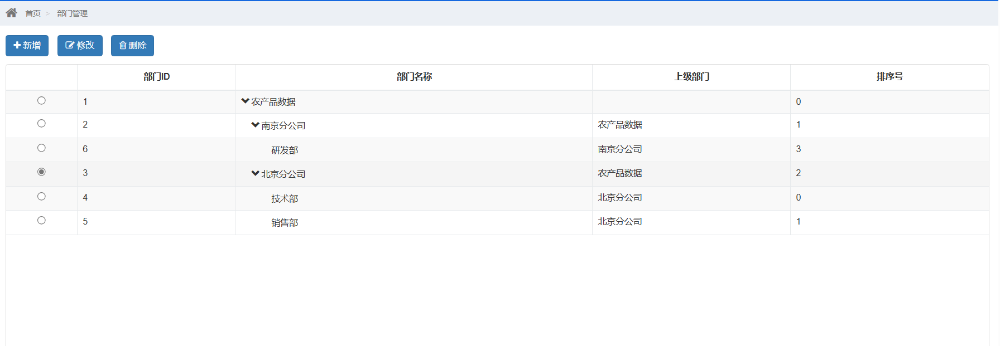 首页 > 部门管理
新增 修改 删除
部门ID 部门名称 上级部门 排序号
1 农产品数据 0
2 南京分公司 农产品数据 1
6 研发部 南京分公司 3
3 北京分公司 农产品数据 2
4 技术部 北京分公司 0
5 销售部 北京分公司 1